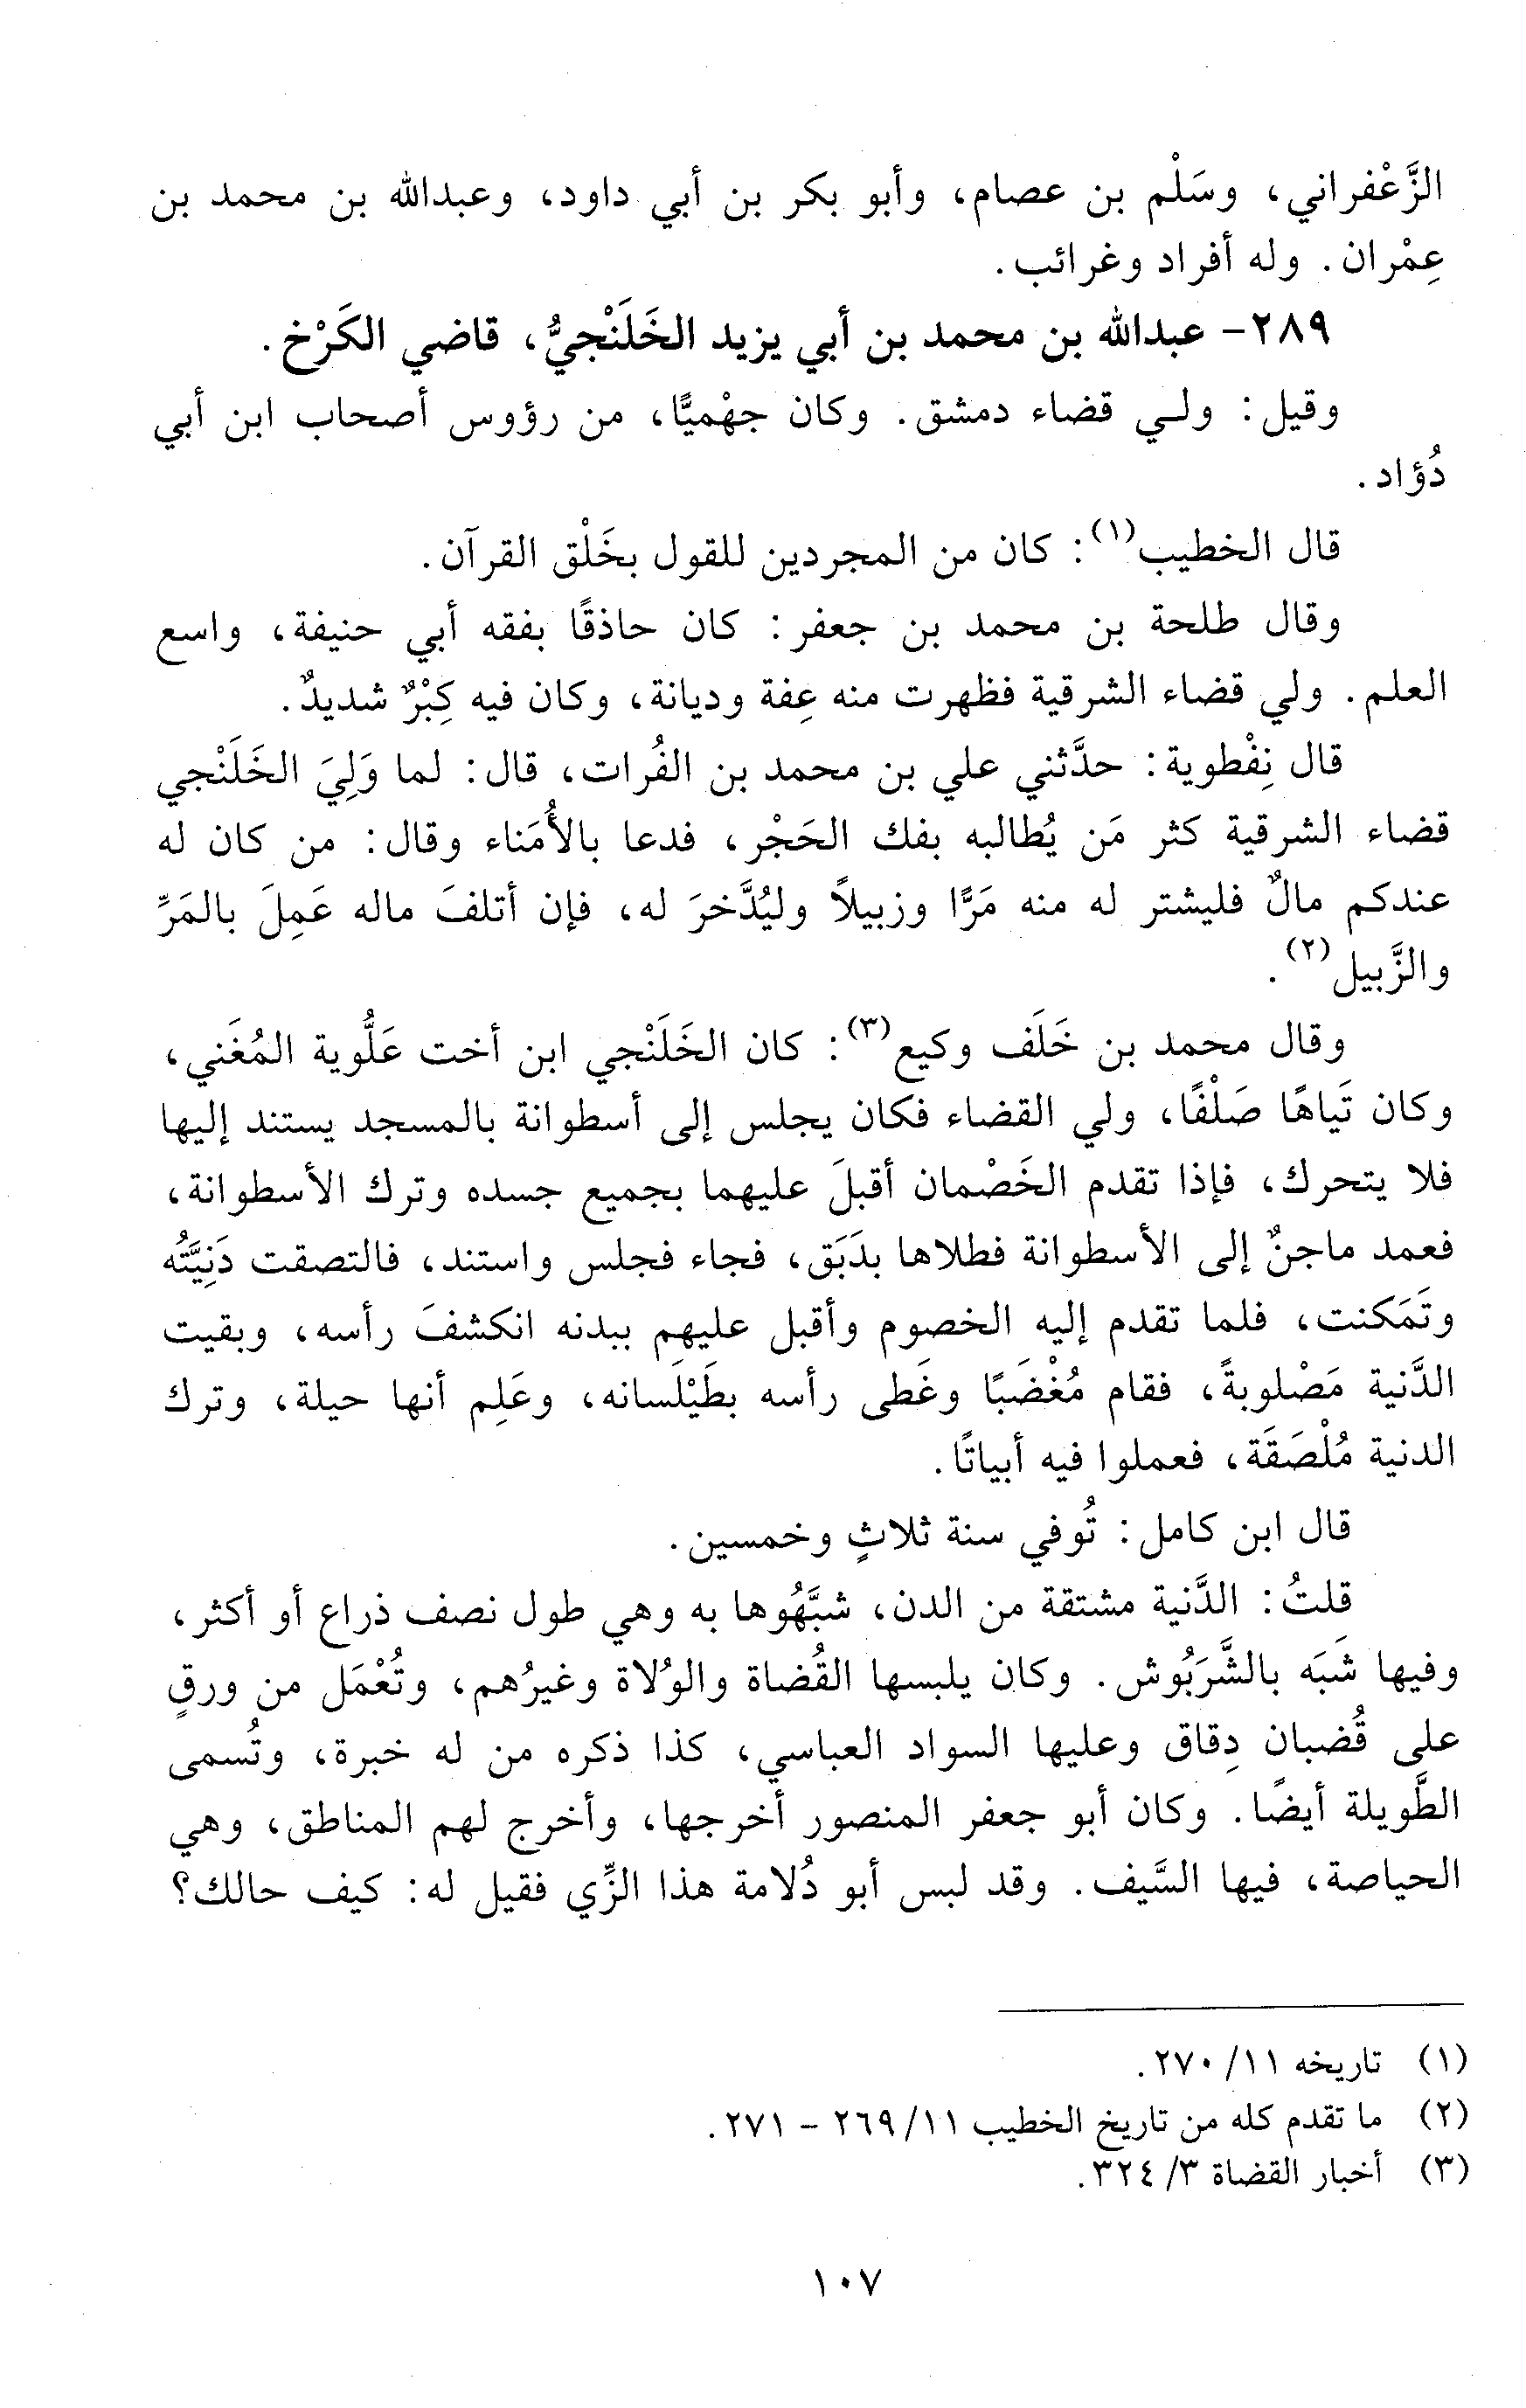 الزَّعْفراني، وسَلْم بن عصام، وأبو بكر بن أبي داود، وعبدالله بن محمد بن
عِمْران. وله أفراد وغرائب.
٢٨٩- عبدالله بن محمد بن أبي يزيد الخَلَنْجيُّ، قاضي الكَرْخ.
وقيل: ولي قضاء دمشق. وكان جهْميًّا، من رؤوس أصحاب ابن أبي
دُؤاد.
قال الخطيب(١): كان من المجردين للقول بخَلْق القرآن.
وقال طلحة بن محمد بن جعفر: كان حاذقًا بفقه أبي حنيفة، واسع
العلم. ولي قضاء الشرقية فظهرت منه عِفة وديانة، وكان فيه كِبْرٌ شديدٌ.
قال نِفْطوية: حدَّثني علي بن محمد بن الفُرات، قال: لما وَلِيَ الخَلَنْجي
قضاء الشرقية كثر مَن يُطالبه بفك الحَجْر، فدعا بالأُمَناء وقال: من كان له
عندكم مالٌ فليشتر له منه مَرًّا وزبيلاً وليُدَّخرَ له، فإن أتلفَ ماله عَمِلَ بالمَرِّ
والزَّبيل(٢).
وقال محمد بن خَلَف وكيع(٣): كان الخَلَنْجي ابن أخت عَلُّوية المُغَني،
وكان تَياهًا صَلْفًا، ولي القضاء فكان يجلس إلى أسطوانة بالمسجد يستند إليها
فلا يتحرك، فإذا تقدم الخَصْمان أقبلَ عليهما بجميع جسده وترك الأسطوانة،
فعمد ماجنٌ إلى الأسطوانة فطلاها بدَبَق، فجاء فجلس واستند، فالتصقت دَنِيَّتُه
وتَمَكنت، فلما تقدم إليه الخصوم وأقبل عليهم ببدنه انكشفَ رأسه، وبقيت
الدَّنية مَصْلوبةً، فقام مُغْضَبًا وغَطى رأسه بطَيْلَسانه، وعَلِم أنها حيلة، وترك
الدنية مُلْصَقَة، فعملوا فيه أبياتًا.
قال ابن كامل: تُوفي سنة ثلاثٍ وخمسين.
قلتُ: الدَّنية مشتقة من الدن، شبَّهُوها به وهي طول نصف ذراع أو أكثر،
وفيها شَبَه بالشَّرَبُوش. وكان يلبسها القُضاة والوُلاة وغيرُهم، وتُعْمَل من ورقٍ
على قُضبان دِقاق وعليها السواد العباسي، كذا ذكره من له خبرة، وتُسمى
الطَّويلة أيضًا. وكان أبو جعفر المنصور أخرجها، وأخرج لهم المناطق، وهي
الحياصة، فيها السَّيف. وقد لبس أبو دُلامة هذا الزِّي فقيل له: كيف حالك؟
(١) تاريخه ١١/ ٢٧٠.
(٢) ما تقدم كله من تاريخ الخطيب ١١/ ٢٦٩ - ٢٧١.
(٣) أخبار القضاة ٣/ ٣٢٤.
١٠٧